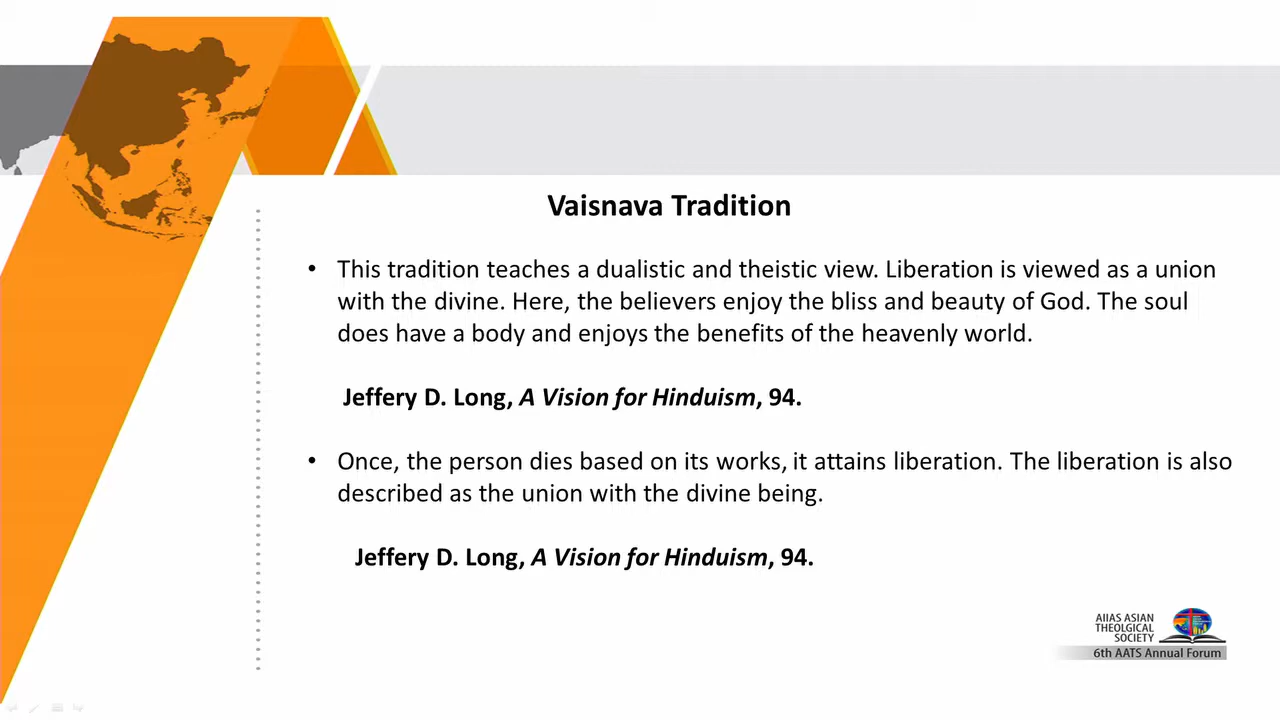 Vaisnava Tradition
• This tradition teaches a dualistic and theistic view. Liberation is viewed as a union
with the divine. Here, the believers enjoy the bliss and beauty of God. The soul
does have a body and enjoys the benefits of the heavenly world.
Jeffery D. Long, A Vision for Hinduism, 94.
• Once, the person dies based on its works, it attains liberation. The liberation is also
described as the union with the divine being.
Jeffery D. Long, A Vision for Hinduism, 94.
AIIAS ASIAN
THEOLGICAL
SOCIETY
6th AATS Annual Forum